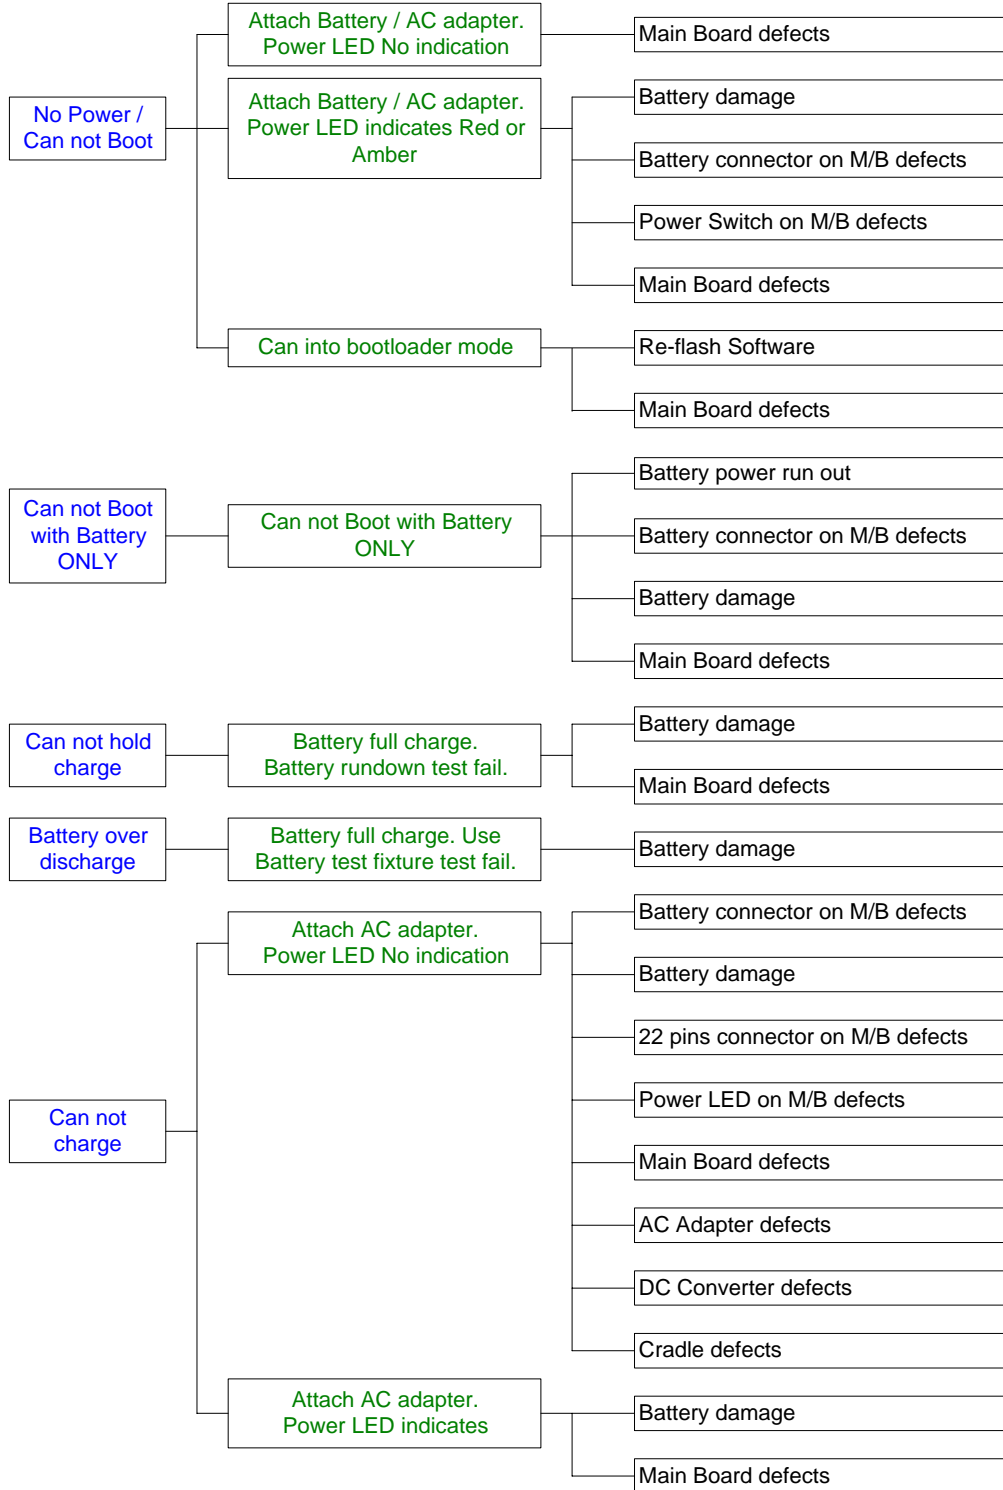 No Power /
Can not Boot
Attach Battery / AC adapter.
Power LED No indication
Main Board defects
Attach Battery / AC adapter.
Power LED indicates Red or
Amber
Battery damage
Battery connector on M/B defects
Power Switch on M/B defects
Main Board defects
Can into bootloader mode
Re-flash Software
Main Board defects
Can not Boot
with Battery
ONLY
Can not Boot with Battery
ONLY
Battery power run out
Battery connector on M/B defects
Battery damage
Main Board defects
Can not hold
charge
Battery full charge.
Battery rundown test fail.
Battery damage
Main Board defects
Battery over
discharge
Battery full charge. Use
Battery test fixture test fail.
Battery damage
Can not
charge
Attach AC adapter.
Power LED No indication
Battery connector on M/B defects
Battery damage
22 pins connector on M/B defects
Power LED on M/B defects
Main Board defects
AC Adapter defects
DC Converter defects
Cradle defects
Attach AC adapter.
Power LED indicates
Battery damage
Main Board defects